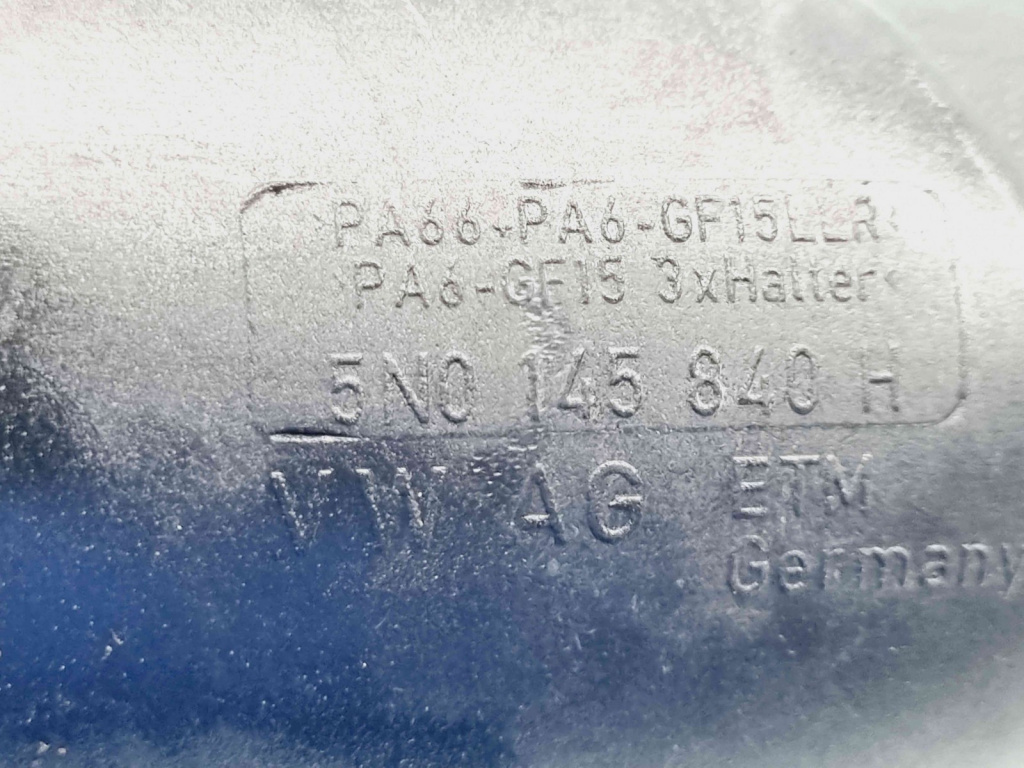 >PA66+PA6-GF15LLR<
>PA6-GF15 3xHalter<
5N0 145 840 H
VW AG ETM
Germany